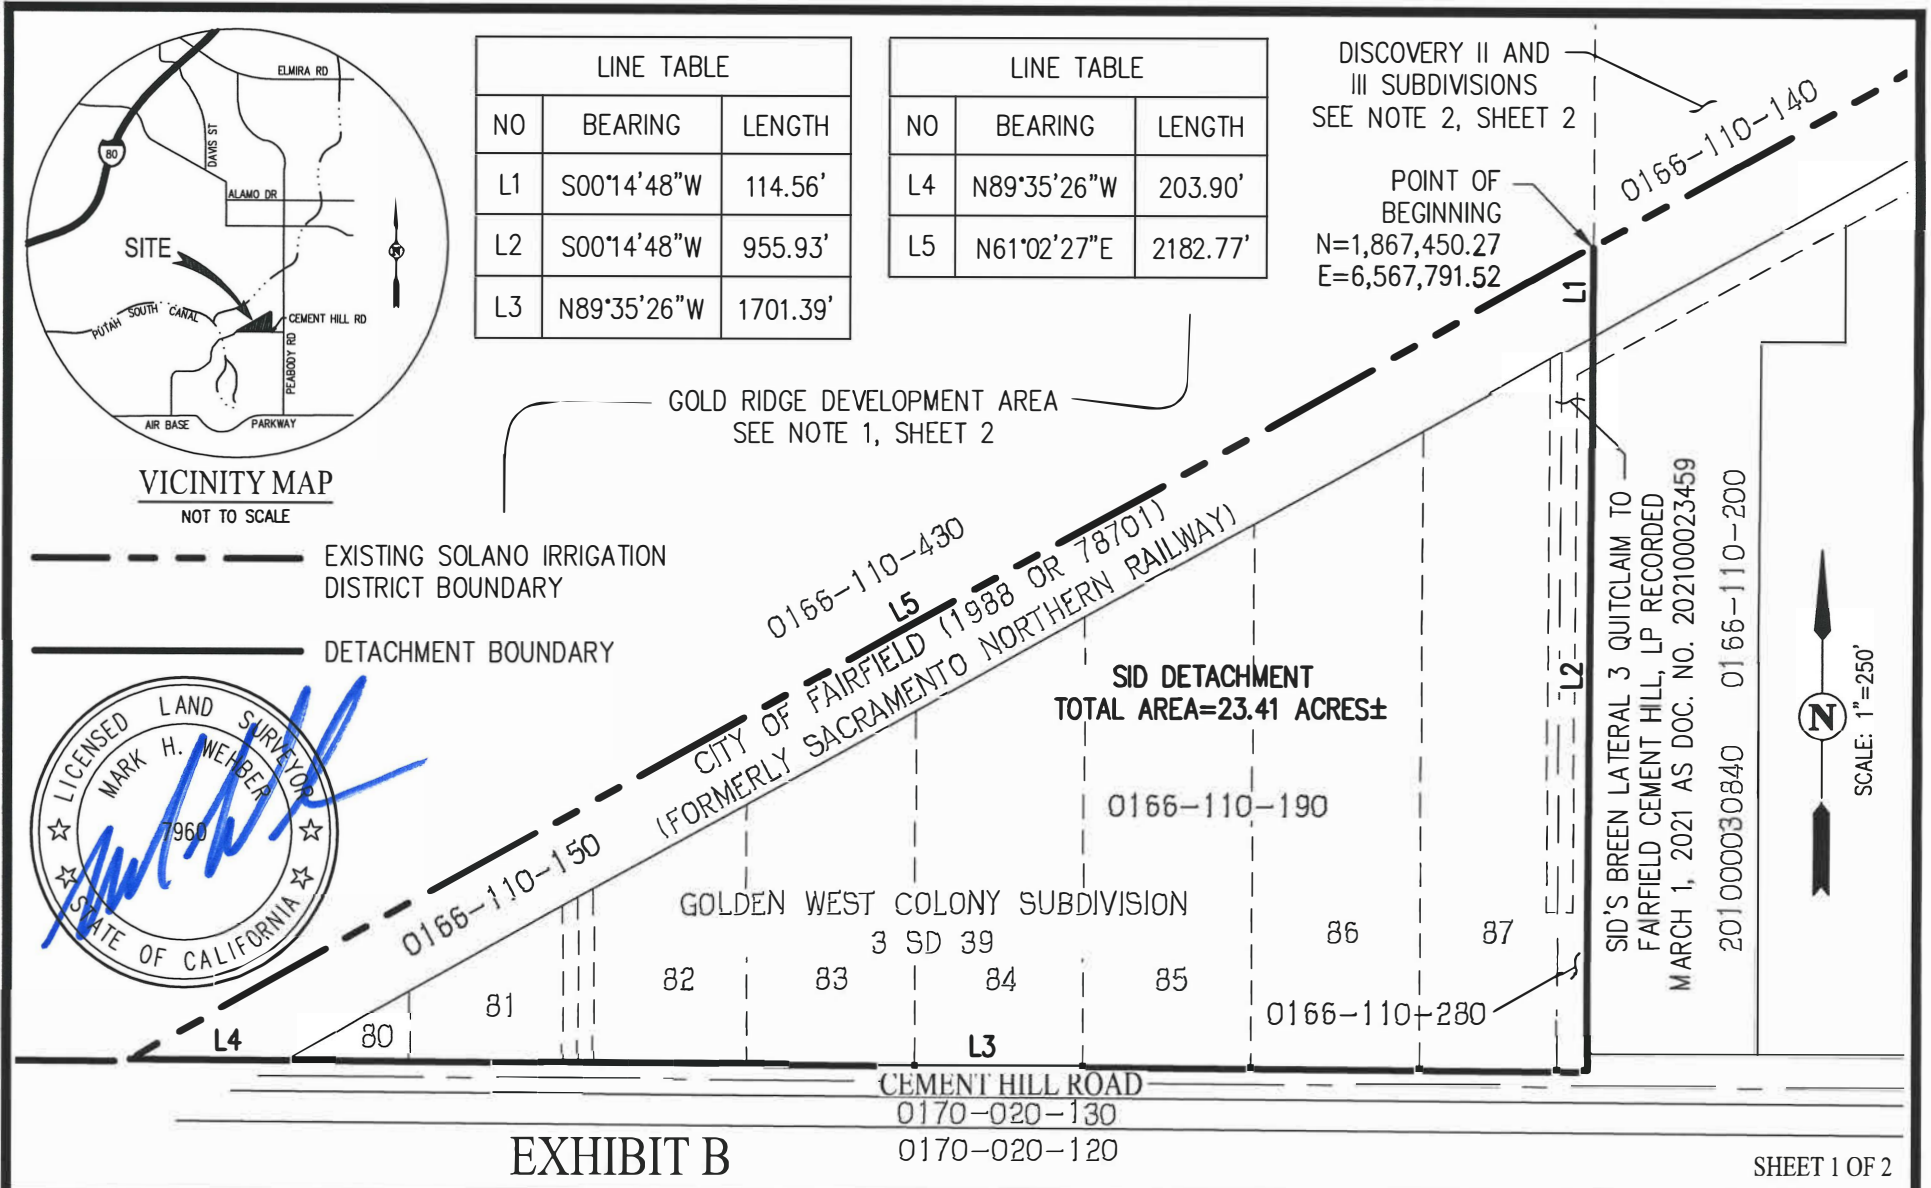 ELMIRA RD
80
DAVIS ST
ALAMO DR
SITE
PUTAH SOUTH CANAL
CEMENT HILL RD
PEABODY RD
AIR BASE PARKWAY
N
VICINITY MAP
NOT TO SCALE
LINE TABLE
NO BEARING LENGTH
L1 S00°14'48"W 114.56'
L2 S00°14'48"W 955.93'
L3 N89°35'26"W 1701.39'
LINE TABLE
NO BEARING LENGTH
L4 N89°35'26"W 203.90'
L5 N61°02'27"E 2182.77'
DISCOVERY II AND
III SUBDIVISIONS
SEE NOTE 2, SHEET 2
0166-110-140
POINT OF
BEGINNING
N=1,867,450.27
E=6,567,791.52
L1
GOLD RIDGE DEVELOPMENT AREA
SEE NOTE 1, SHEET 2
EXISTING SOLANO IRRIGATION
DISTRICT BOUNDARY
DETACHMENT BOUNDARY
LICENSED LAND SURVEYOR
MARK H. WEHBER
7960
STATE OF CALIFORNIA
0166-110-430
L5
CITY OF FAIRFIELD (1988 OR 78701)
(FORMERLY SACRAMENTO NORTHERN RAILWAY)
0166-110-150
SID DETACHMENT
TOTAL AREA=23.41 ACRES±
0166-110-190
L2
SID'S BREEN LATERAL 3 QUITCLAIM TO
FAIRFIELD CEMENT HILL, LP RECORDED
MARCH 1, 2021 AS DOC. NO. 202100023459
201000030840 0166-110-200
N
SCALE: 1"=250'
GOLDEN WEST COLONY SUBDIVISION
3 SD 39
80
81
82
83
84
85
86
87
0166-110-280
L4
L3
CEMENT HILL ROAD
0170-020-130
0170-020-120
EXHIBIT B
SHEET 1 OF 2